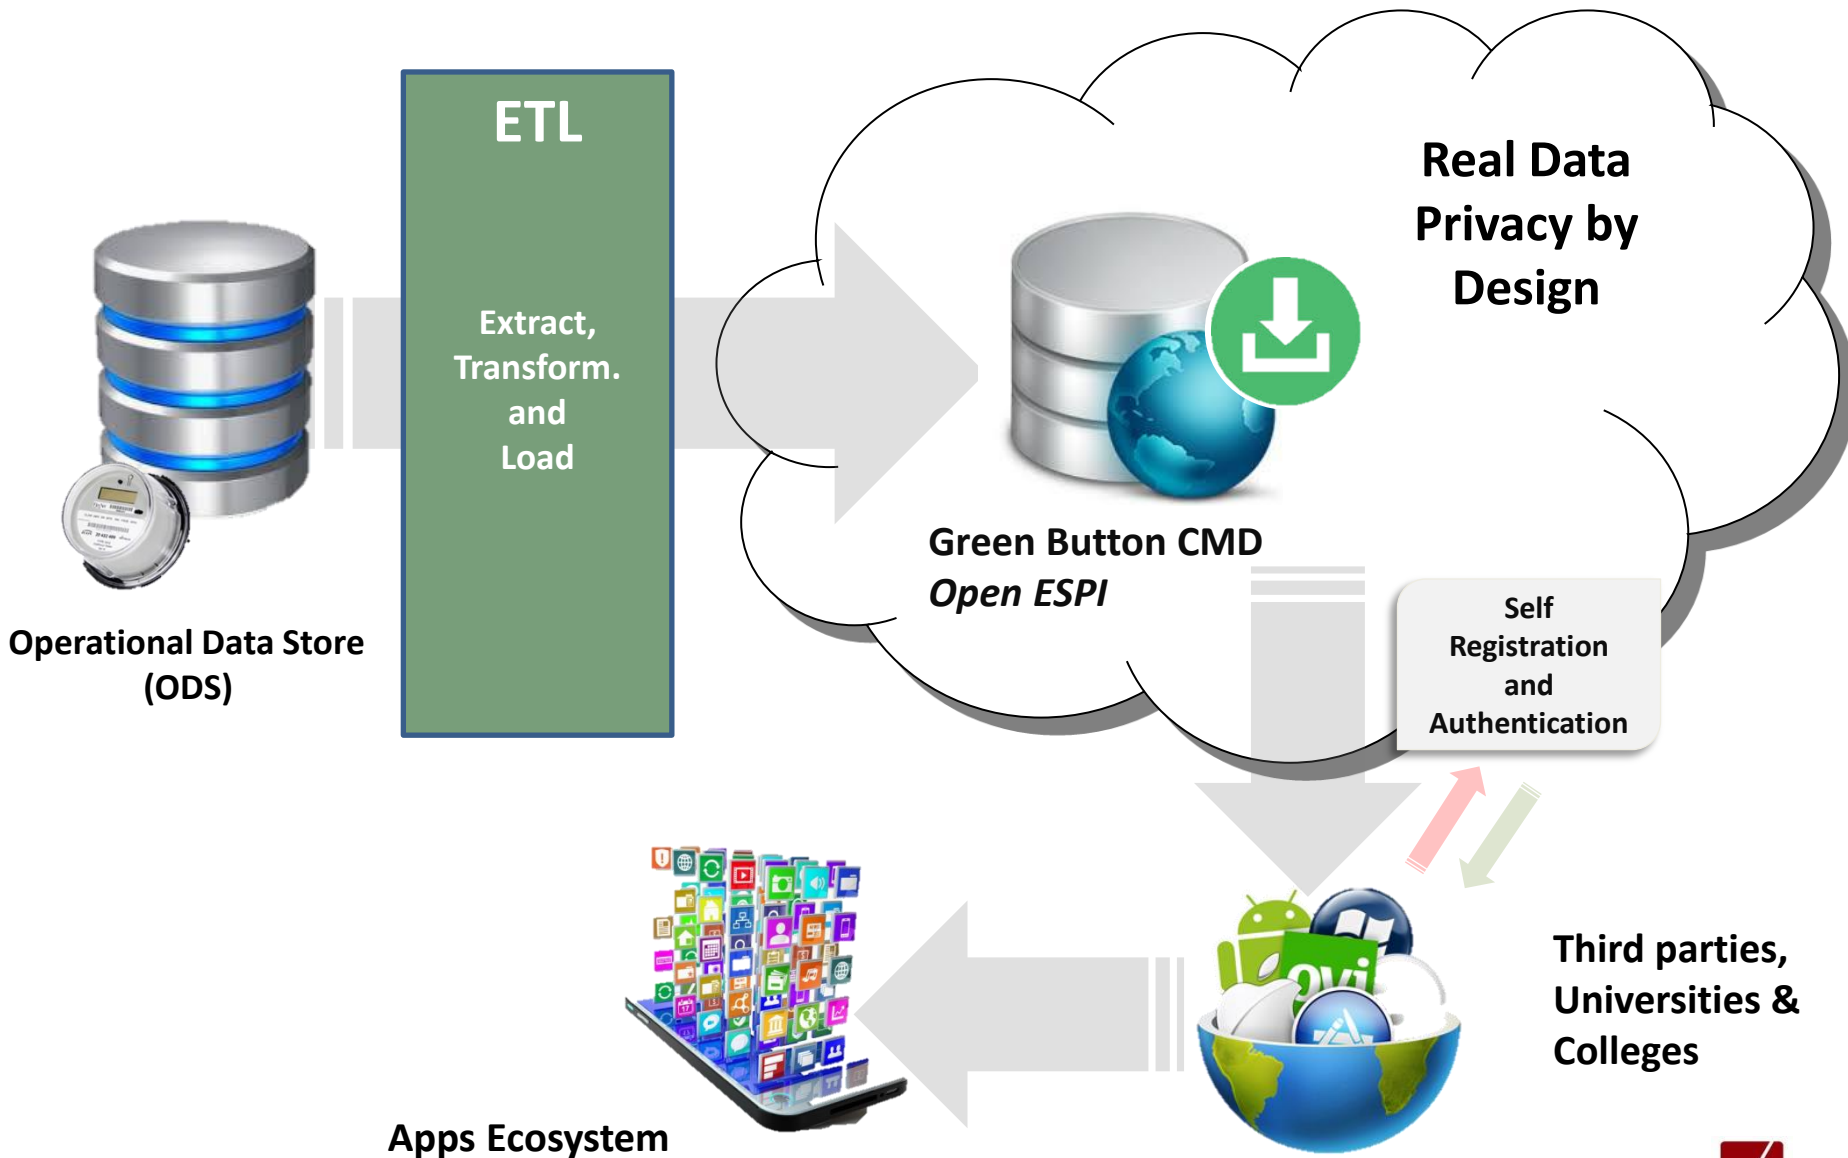 ETL
Extract,
Transform.
and
Load
Operational Data Store
(ODS)
Real Data
Privacy by
Design
Green Button CMD
Open ESPI
Self
Registration
and
Authentication
Third parties,
Universities &
Colleges
ovi
Apps Ecosystem